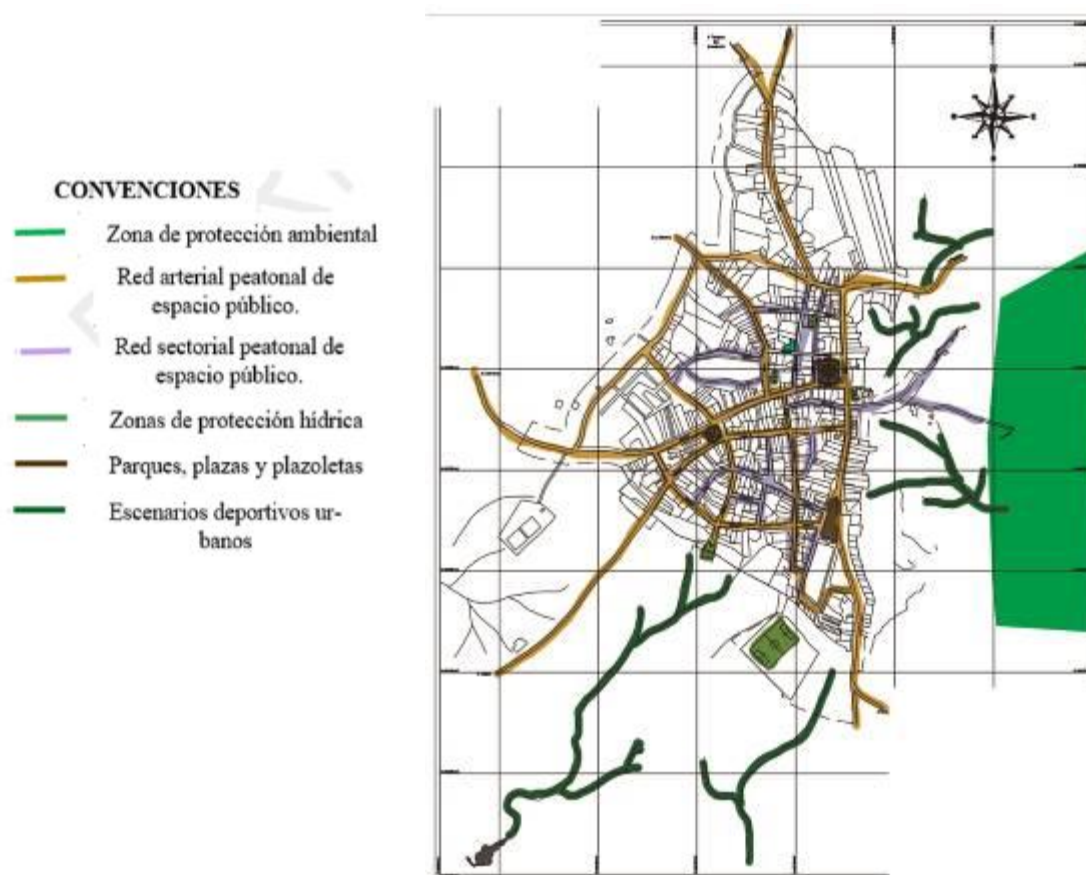 CONVENCIONES
Zona de protección ambiental
Red arterial peatonal de
espacio público.
Red sectorial peatonal de
espacio público.
Zonas de protección hídrica
Parques, plazas y plazoletas
Escenarios deportivos ur-
banos